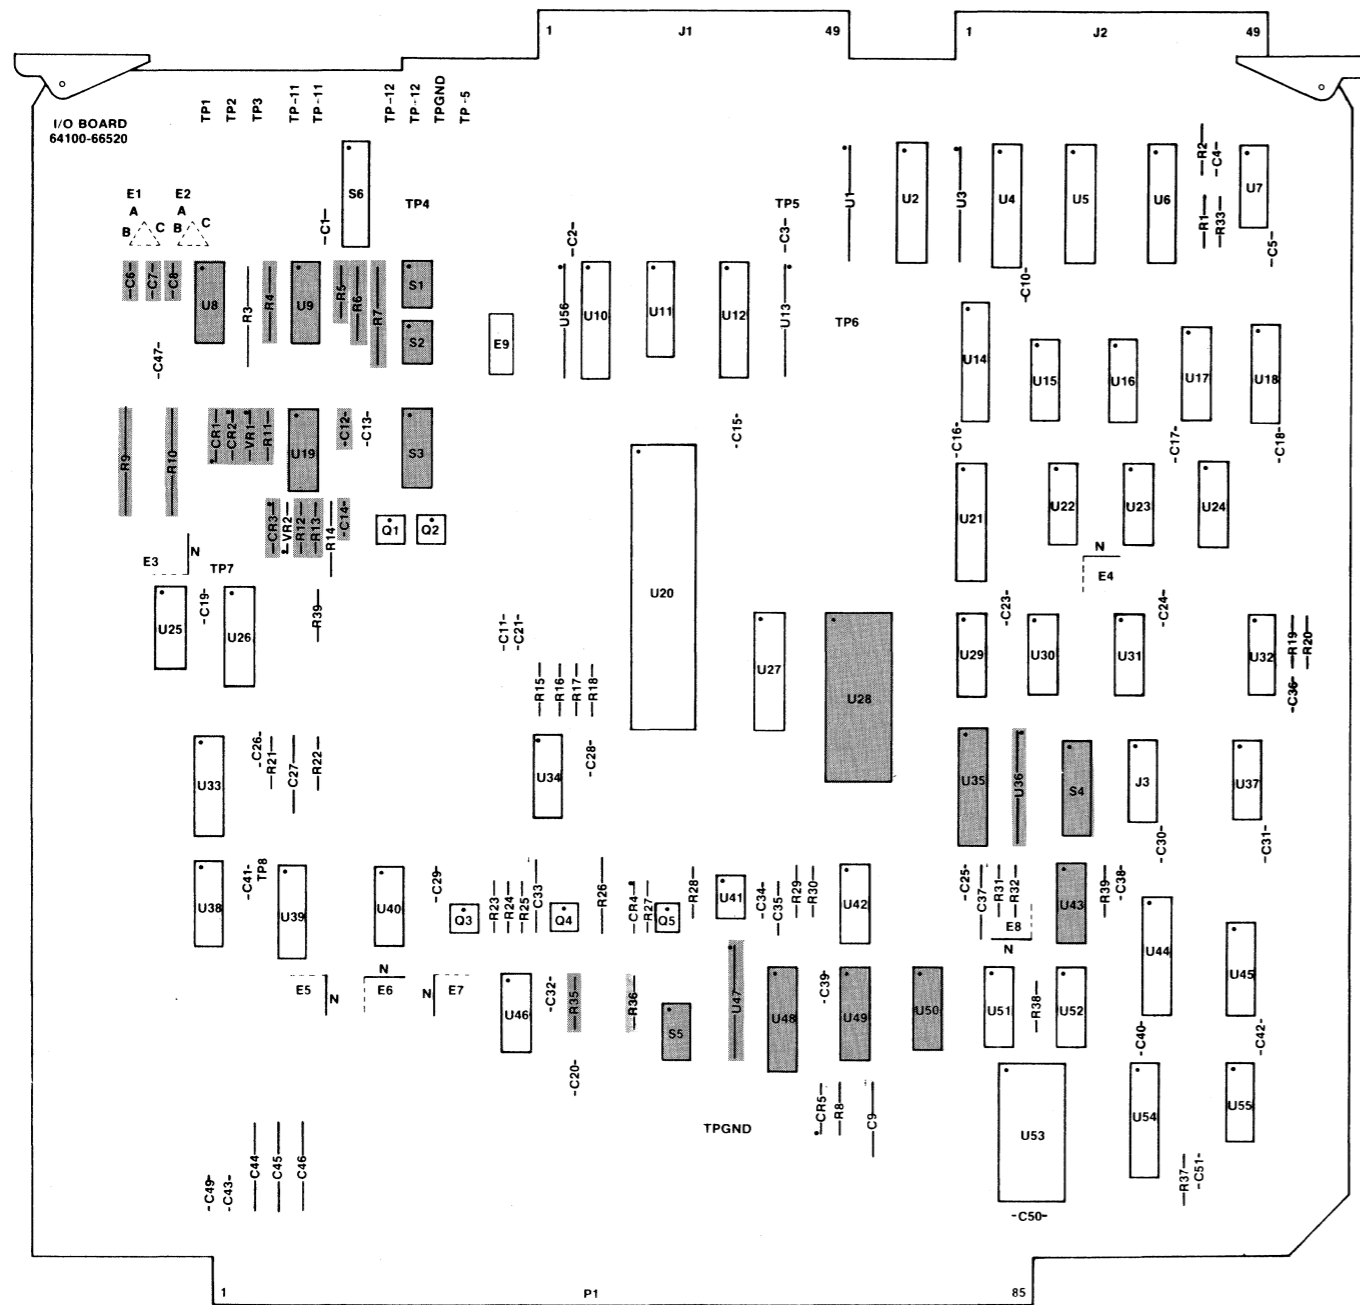 1 J1 49
1 J2 49
TP1 TP2 TP3 TP-11 TP-11 TP-12 TP-12 TPGND TP-5
I/O BOARD
64100-66520
E1 A B C
E2 A B C
C1 S6 TP4 C2 TP5 C3 U1 U2 U3 U4 U5 U6 R2 C4 R1 R33 U7 C5
C6 C7 C8 U8 R3 R4 U9 R5 R6 R7 S1 S2 E9 U56 U10 U11 U12 U13 TP6 C10
C47 U14 U15 U16 U17 U18
R9 R10 CR1 CR2 VR1 R11 U19 C12 C13 S3 C15 C16 C17 C18
CR3 VR2 R12 R13 R14 C14 Q1 Q2 U21 U22 U23 U24
E3 N TP7 N E4
U25 C19 U26 R39 C11 C21 U20 U27 U28 C23 C24 U29 U30 U31 U32 R19 R20 C36
R15 R16 R17 R18
U33 C26 R21 C27 R22 U34 C28 U35 U36 S4 J3 U37
C30 C31
U38 C41 TP8 U39 U40 C29 Q3 R23 R24 R25 C33 Q4 R26 CR4 R27 Q5 R28 U41 C34 C35 R29 R30 U42 C25 C37 R31 R32 E8 N U43 R39 C38 U44 U45
E5 N N E6 N E7 U46 C32 R35 R36 S5 U47 U48 C39 U49 U50 U51 R38 U52
C20 C40 C42
TPGND CR5 R8 C9 U53 U54 U55
C49 C43 C44 C45 C46 R37 C51
C50
1 P1 85